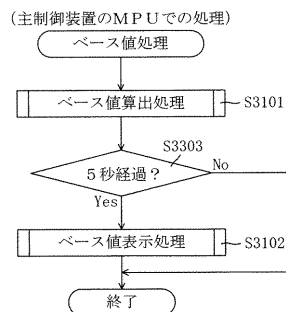 (主制御装置のMPUでの処理)
ベース値処理
ベース値算出処理
S3101
S3303
5秒経過?
No
Yes
ベース値表示処理
S3102
終了